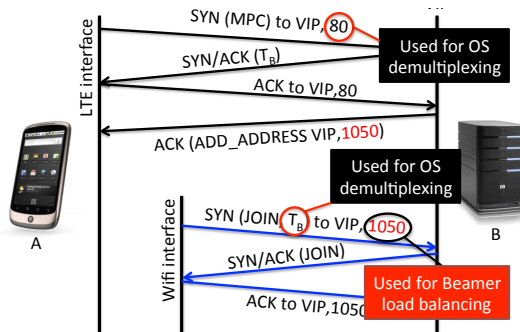 SYN (MPC) to VIP, 80
Used for OS
demultiplexing
SYN/ACK (TB)
ACK to VIP,80
LTE interface
ACK (ADD_ADDRESS VIP,1050)
Used for OS
demultiplexing
A
B
SYN (JOIN, TB) to VIP, 1050
SYN/ACK (JOIN)
Wifi interface
Used for Beamer
load balancing
ACK to VIP,1050